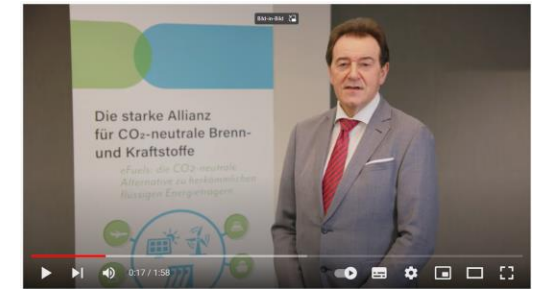 Bild-in-Bild
Die starke Allianz
für CO₂-neutrale Brenn-
und Kraftstoffe
eFuels: die CO2-neutrale
Alternative zu herkömmlichen
flüssigen Energieträgern
0:17 / 1:58